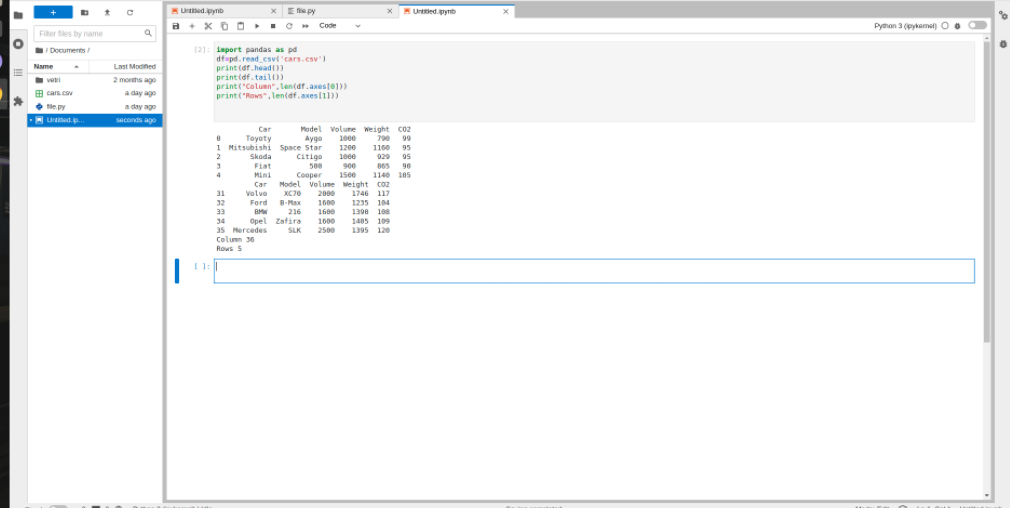 Untitled.ipynb
file.py
Untitled.ipynb
+
Filter files by name
/ Documents /
Name
Last Modified
vetri
2 months ago
cars.csv
a day ago
file.py
a day ago
Untitled.ip...
seconds ago
Code
Python 3 (ipykernel)
[2]:
import pandas as pd
df=pd.read_csv('cars.csv')
print(df.head())
print(df.tail())
print("Column",len(df.axes[0]))
print("Rows",len(df.axes[1]))
Car Model Volume Weight CO2
0 Toyoty Aygo 1000 790 99
1 Mitsubishi Space Star 1200 1160 95
2 Skoda Citigo 1000 929 95
3 Fiat 500 900 865 90
4 Mini Cooper 1500 1140 105
Car Model Volume Weight CO2
31 Volvo XC70 2000 1746 117
32 Ford B-Max 1600 1235 104
33 BMW 216 1600 1390 108
34 Opel Zafira 1600 1405 109
35 Mercedes SLK 2500 1395 120
Column 36
Rows 5
[ ]: